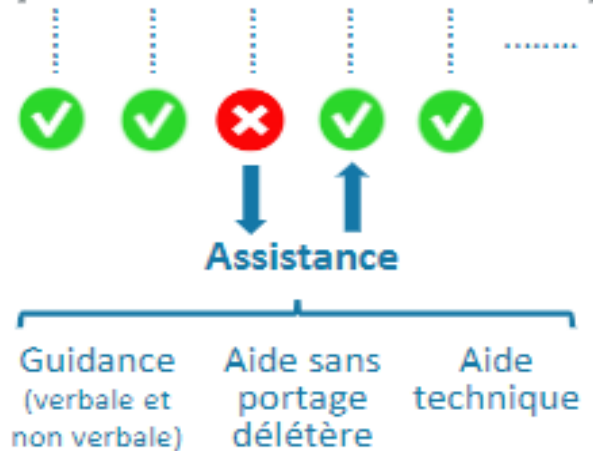 Assistance
Guidance
(verbale et
non verbale)
Aide sans
portage
délétère
Aide
technique